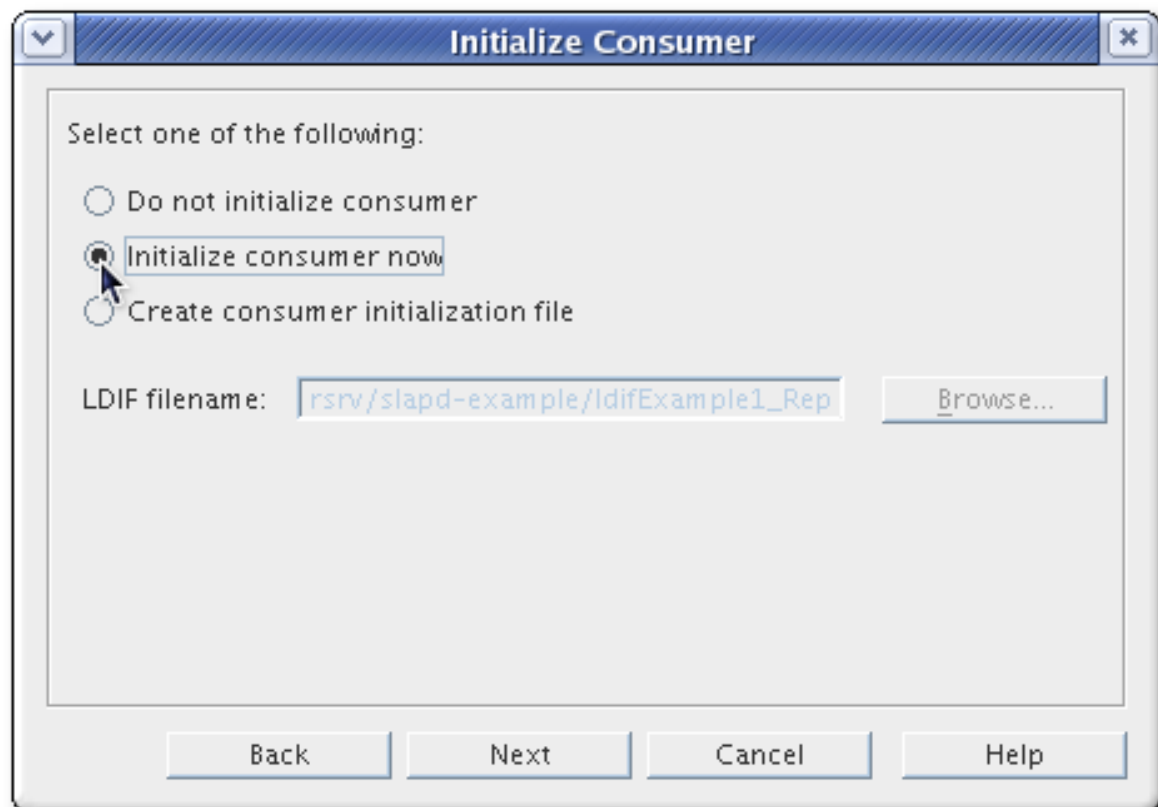 Initialize Consumer
Select one of the following:
Do not initialize consumer
Initialize consumer now
Create consumer initialization file
LDIF filename: rsrv/slapd-example/ldifExample1_Rep Browse...
Back Next Cancel Help